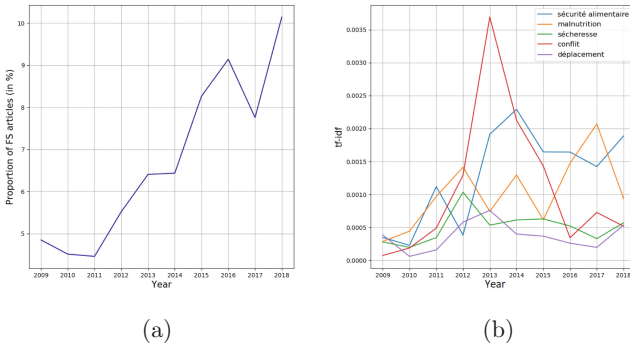 10
9
8
7
6
5
2009 2010 2011 2012 2013 2014 2015 2016 2017 2018
Year
Proportion of FS articles (in %)
(a)
sécurité alimentaire
malnutrition
sécheresse
conflit
déplacement
0.0035
0.0030
0.0025
0.0020
0.0015
0.0010
0.0005
0.0000
2009 2010 2011 2012 2013 2014 2015 2016 2017 2018
Year
tf-idf
(b)